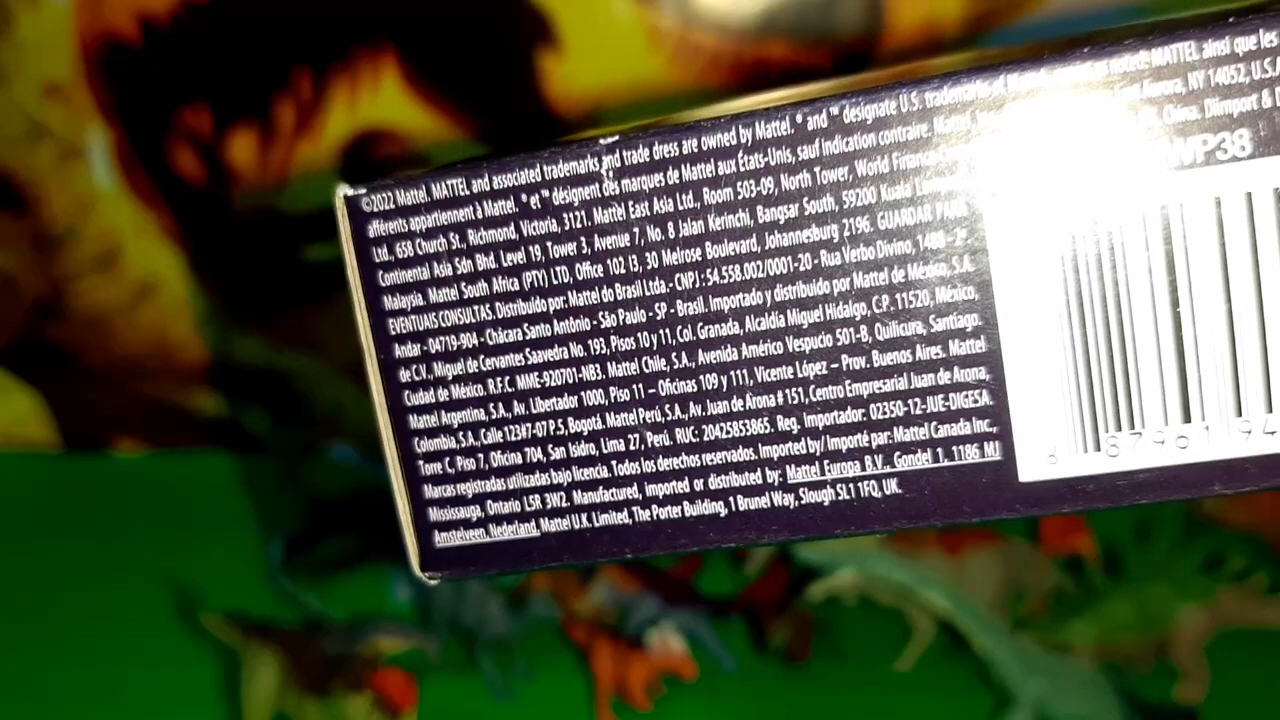 ©2022 Mattel. MATTEL and associated trademarks and trade dress are owned by Mattel. ® and ™ designate U.S. trademarks of noted. MATTEL ainsi que les
afférents appartiennent à Mattel. ® et ™ désignent des marques de Mattel aux États-Unis, sauf indication contraire. Aurora, NY 14052, U.S.A
Ltd., 658 Church St., Richmond, Victoria, 3121. Mattel East Asia Ltd., Room 503-09, North Tower, World China. Diimport &
Continental Asia Sdn Bhd. Level 19, Tower 3, Avenue 7, No. 8 Jalan Kerinchi, Bangsar South, 59200 Kuala
Malaysia. Mattel South Africa (PTY) LTD, Office 102 I3, 30 Melrose Boulevard, Johannesburg 2196. GUARDAR
EVENTUAIS CONSULTAS. Distribuído por: Mattel do Brasil Ltda.- CNPJ : 54.558.002/0001-20 - Rua Verbo Divino, 1488 - 2º
Andar - 04719-904 - Chácara Santo Antônio - São Paulo - SP - Brasil. Importado y distribuido por Mattel de México, S.A.
de C.V., Miguel de Cervantes Saavedra No. 193, Pisos 10 y 11, Col. Granada, Alcaldía Miguel Hidalgo, C.P. 11520, México,
Ciudad de México. R.F.C. MME-920701-NB3. Mattel Chile, S.A., Avenida Américo Vespucio 501-B, Quilicura, Santiago.
Mattel Argentina, S.A., Av. Libertador 1000, Piso 11 – Oficinas 109 y 111, Vicente López – Prov. Buenos Aires. Mattel
Colombia, S.A., Calle 123#7-07 P.5, Bogotá. Mattel Perú, S.A., Av. Juan de Arona # 151, Centro Empresarial Juan de Arona,
Torre C, Piso 7, Oficina 704, San Isidro, Lima 27, Perú. RUC: 20425853865. Reg. Importador: 02350-12-JUE-DIGESA.
Marcas registradas utilizadas bajo licencia. Todos los derechos reservados. Imported by/ Importé par: Mattel Canada Inc.,
Mississauga, Ontario L5R 3W2. Manufactured, imported or distributed by: Mattel Europa B.V., Gondel 1, 1186 MJ
Amstelveen, Nederland. Mattel U.K. Limited, The Porter Building, 1 Brunel Way, Slough SL1 1FQ, UK.
WP38
8 87961 94